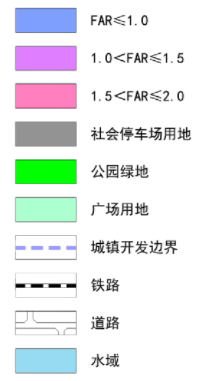 FAR≤1.0
1.0<FAR≤1.5
1.5<FAR≤2.0
社会停车场用地
公园绿地
广场用地
城镇开发边界
铁路
道路
水域